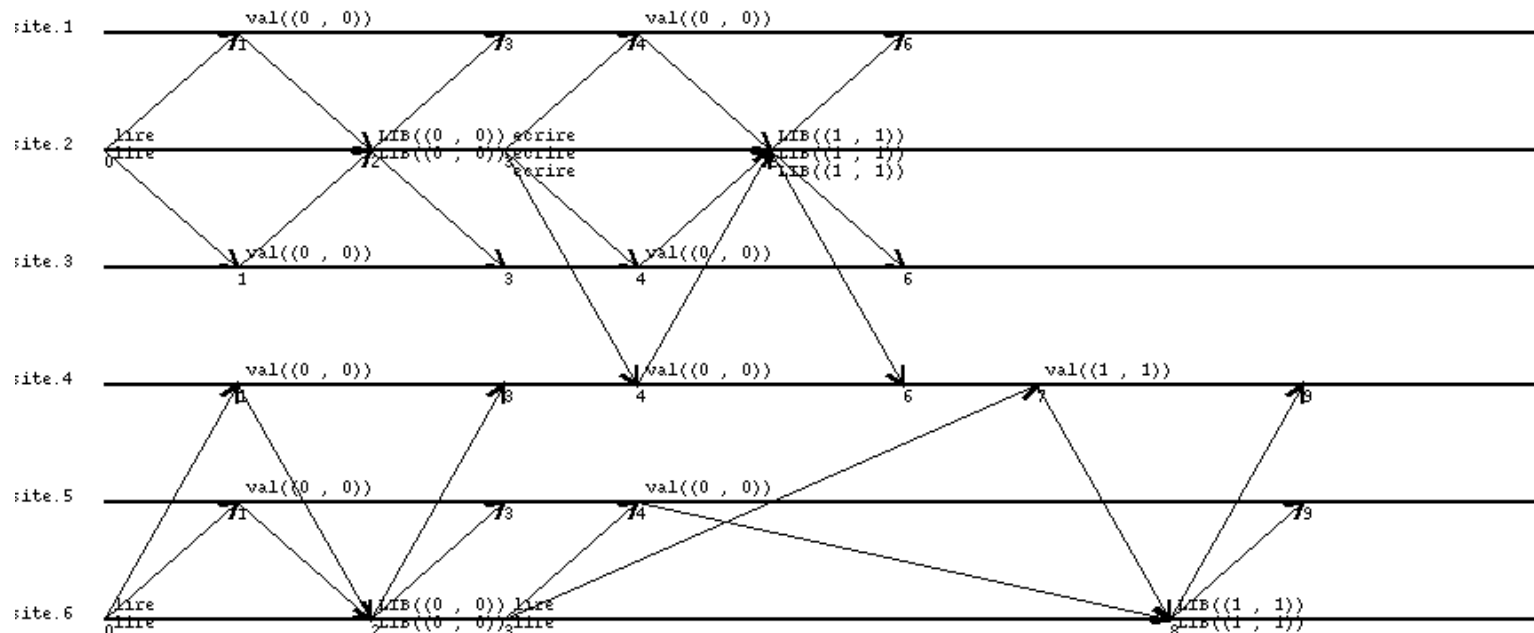 site.1 val((0 , 0)) val((0 , 0))
1 3 4 6
lire LIB((0 , 0)) ecrire LIB((1 , 1))
site.2 lire LIB((0 , 0)) ecrire LIB((1 , 1))
0 2 ecrire LIB((1 , 1))
site.3 val((0 , 0)) val((0 , 0))
1 3 4 6
site.4 val((0 , 0)) val((0 , 0)) val((1 , 1))
1 3 4 6 7 9
site.5 val((0 , 0)) val((0 , 0))
1 3 4 9
lire LIB((0 , 0)) lire LIB((1 , 1))
site.6 lire LIB((0 , 0)) lire LIB((1 , 1))
0 2 3 8